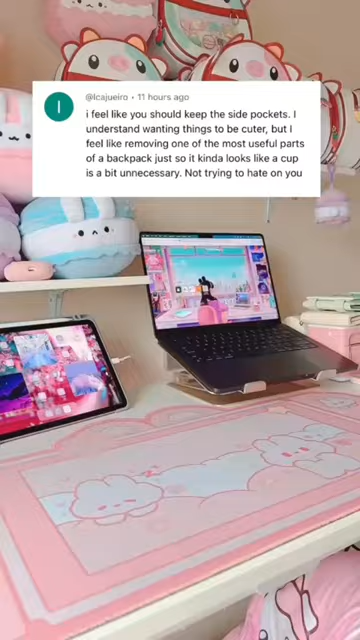 I
@lcajueiro • 11 hours ago
i feel like you should keep the side pockets. I
understand wanting things to be cuter, but I
feel like removing one of the most useful parts
of a backpack just so it kinda looks like a cup
is a bit unnecessary. Not trying to hate on you
z z